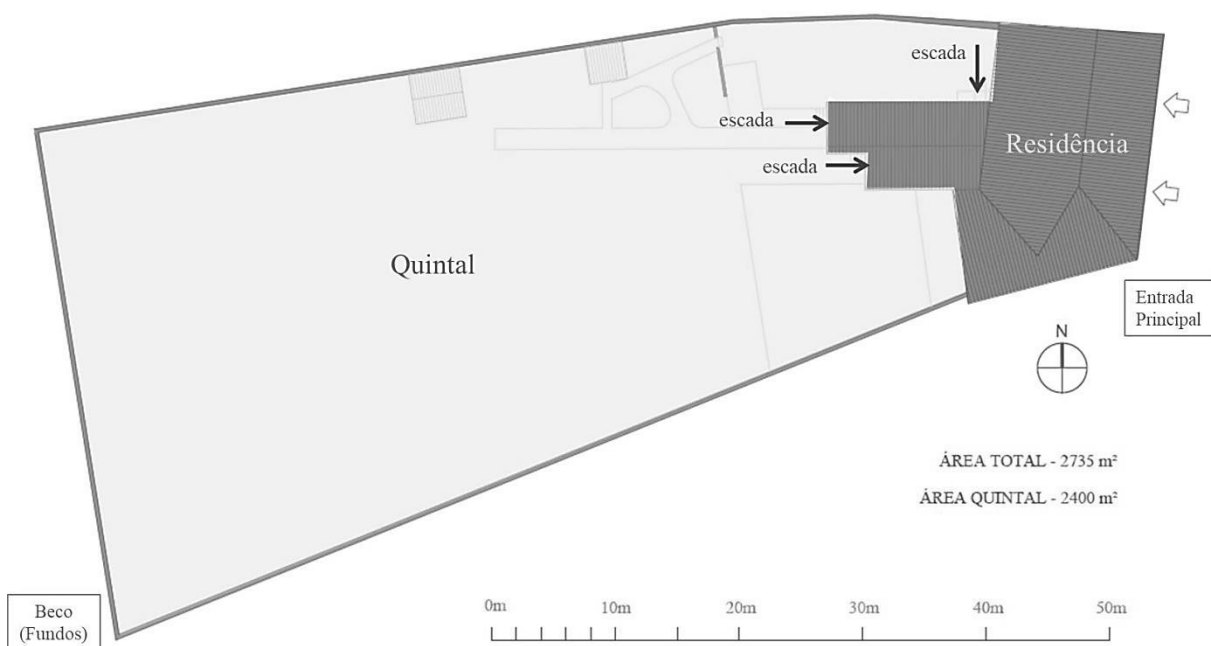 escada
escada
Residência
escada
Quintal
Entrada
Principal
N
ÁREA TOTAL - 2735 m²
ÁREA QUINTAL - 2400 m²
Beco
(Fundos)
0m 10m 20m 30m 40m 50m